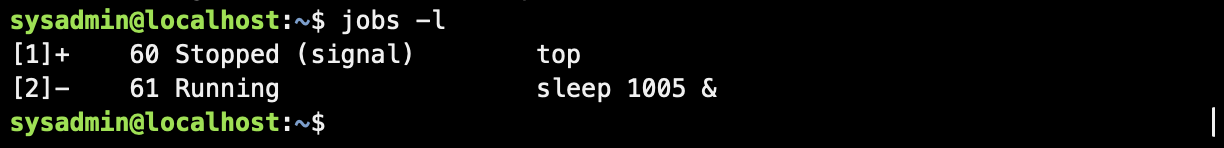 sysadmin@localhost:~$ jobs -l
[1]+    60 Stopped (signal)        top
[2]-    61 Running                 sleep 1005 &
sysadmin@localhost:~$